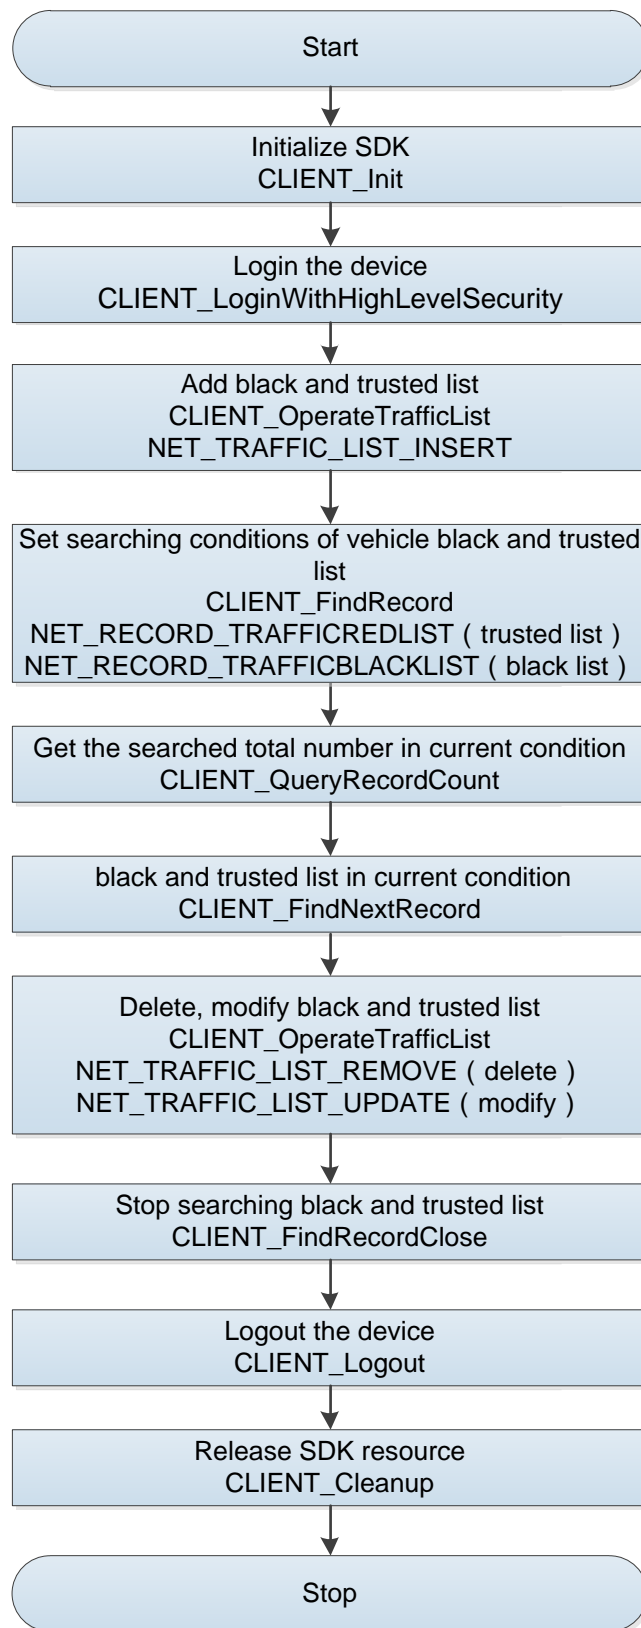 Start
Initialize SDK
CLIENT_Init
Login the device
CLIENT_LoginWithHighLevelSecurity
Add black and trusted list
CLIENT_OperateTrafficList
NET_TRAFFIC_LIST_INSERT
Set searching conditions of vehicle black and trusted
list
CLIENT_FindRecord
NET_RECORD_TRAFFICREDLIST ( trusted list )
NET_RECORD_TRAFFICBLACKLIST ( black list )
Get the searched total number in current condition
CLIENT_QueryRecordCount
black and trusted list in current condition
CLIENT_FindNextRecord
Delete, modify black and trusted list
CLIENT_OperateTrafficList
NET_TRAFFIC_LIST_REMOVE ( delete )
NET_TRAFFIC_LIST_UPDATE ( modify )
Stop searching black and trusted list
CLIENT_FindRecordClose
Logout the device
CLIENT_Logout
Release SDK resource
CLIENT_Cleanup
Stop